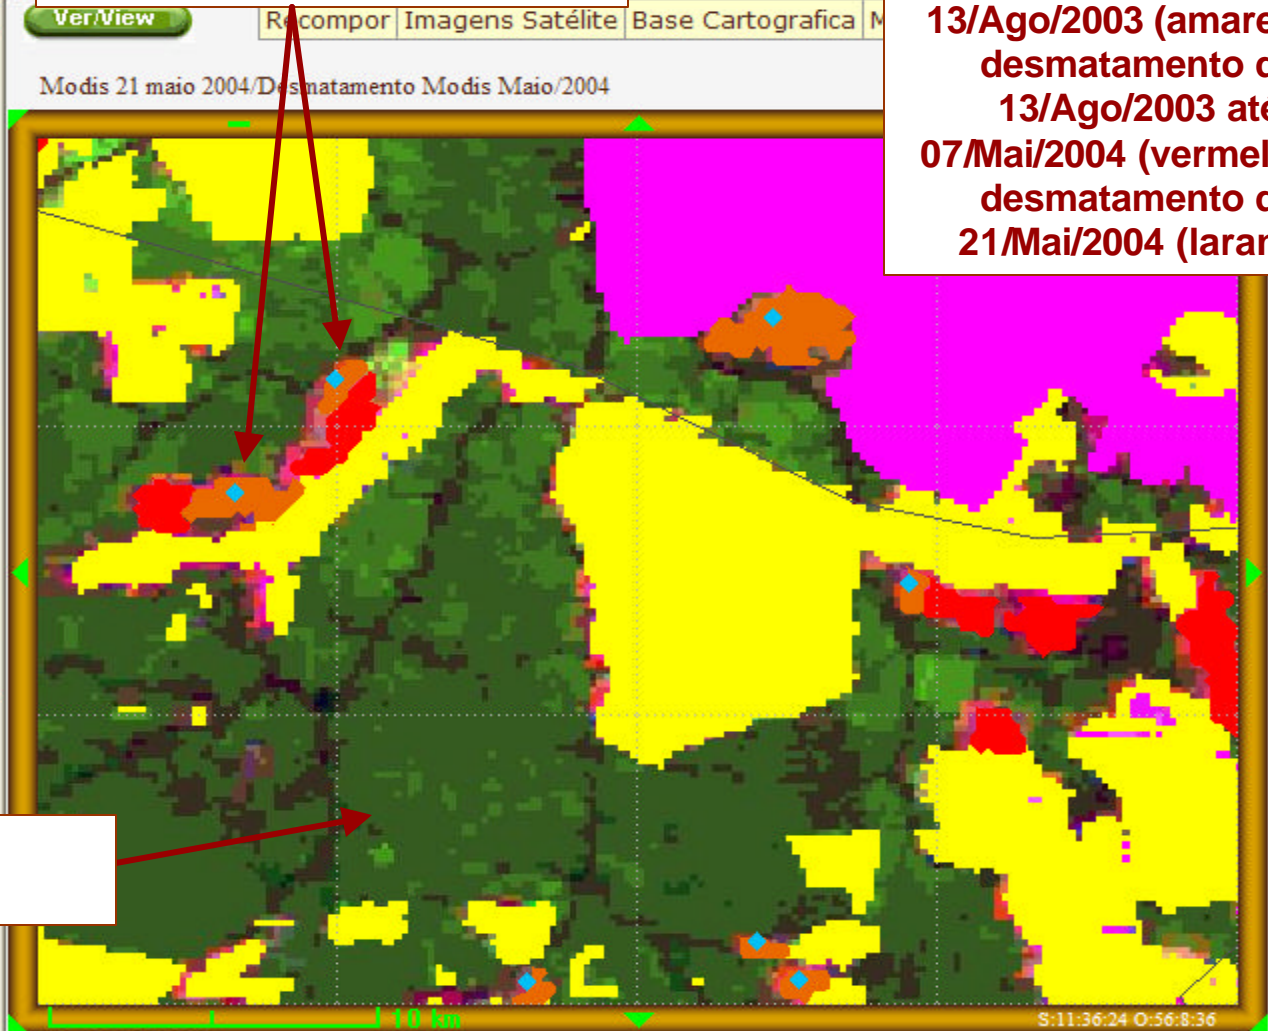 Ver/View
Recompor Imagens Satélite Base Cartografica M
Modis 21 maio 2004/Desmatamento Modis Maio/2004
13/Ago/2003 (amare
desmatamento d
13/Ago/2003 até
07/Mai/2004 (vermel
desmatamento d
21/Mai/2004 (laran
10 km
S:11:36:24 O:56:8:36